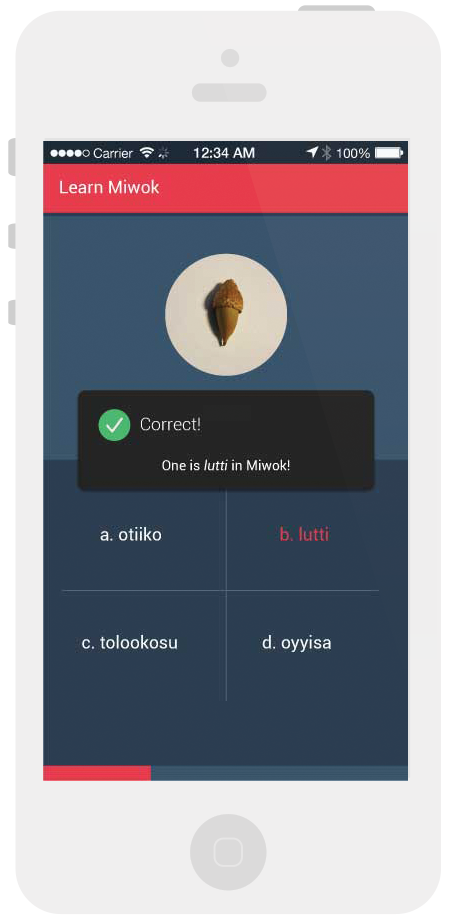 Carrier 12:34 AM 100%
Learn Miwok
Correct!
One is lutti in Miwok!
a. otiiko b. lutti
c. tolookosu d. oyyisa